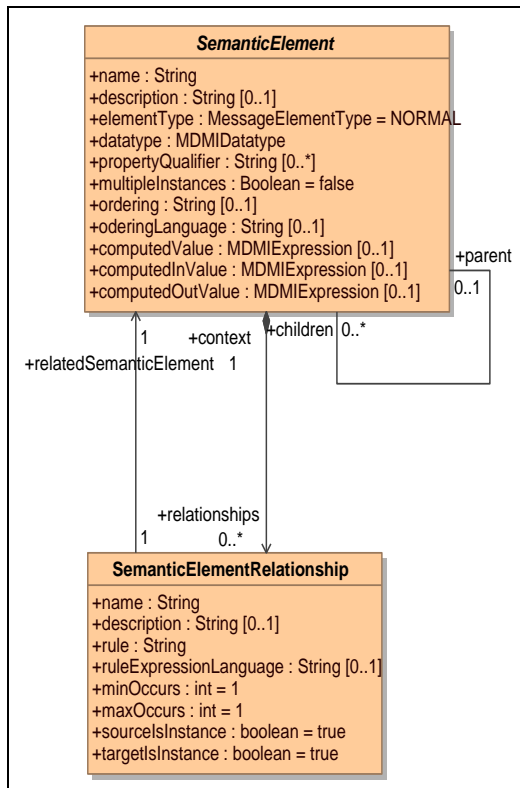 SemanticElement
+name : String
+description : String [0..1]
+elementType : MessageElementType = NORMAL
+datatype : MDMIDatatype
+propertyQualifier : String [0..*]
+multipleInstances : Boolean = false
+ordering : String [0..1]
+oderingLanguage : String [0..1]
+computedValue : MDMIExpression [0..1]
+computedInValue : MDMIExpression [0..1]
+computedOutValue : MDMIExpression [0..1]
+parent
0..1
1
+context
+children
0..*
+relatedSemanticElement
1
+relationships
1
0..*
SemanticElementRelationship
+name : String
+description : String [0..1]
+rule : String
+ruleExpressionLanguage : String [0..1]
+minOccurs : int = 1
+maxOccurs : int = 1
+sourceIsInstance : boolean = true
+targetIsInstance : boolean = true